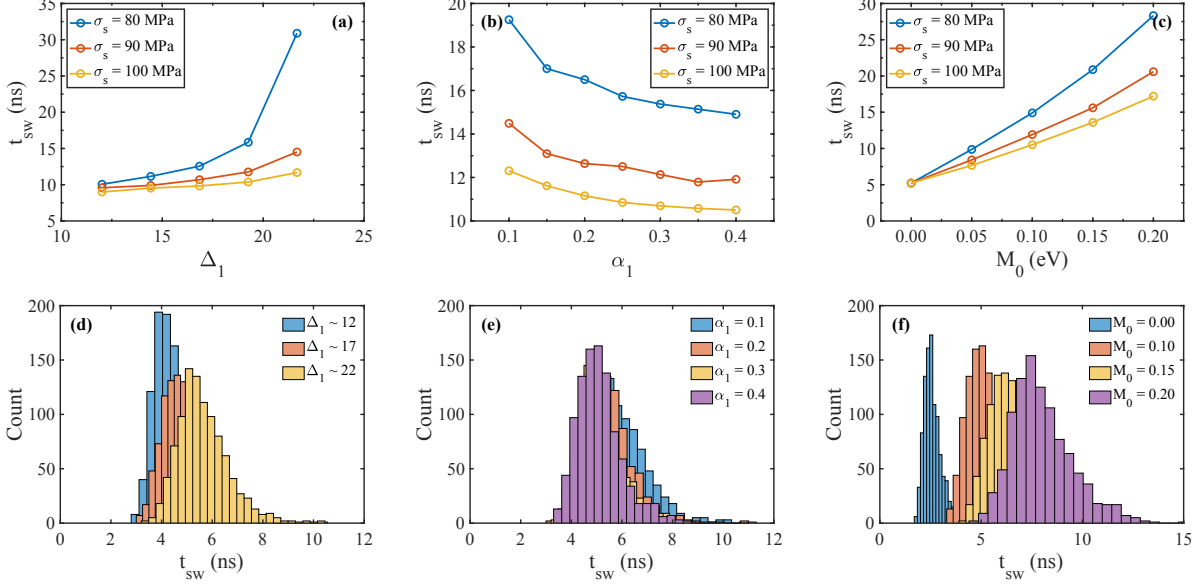 35
30
25
20
15
10
5
0
t_sw (ns)
σ_s = 80 MPa
σ_s = 90 MPa
σ_s = 100 MPa
(a)
10 15 20 25
Δ_1
20
18
16
14
12
10
t_sw (ns)
(b)
σ_s = 80 MPa
σ_s = 90 MPa
σ_s = 100 MPa
0.1 0.2 0.3 0.4
α_1
30
25
20
15
10
5
0
t_sw (ns)
σ_s = 80 MPa
σ_s = 90 MPa
σ_s = 100 MPa
(c)
0.00 0.05 0.10 0.15 0.20
M_0 (eV)
200
150
100
50
0
Count
(d)
Δ_1 ~ 12
Δ_1 ~ 17
Δ_1 ~ 22
0 2 4 6 8 10 12
t_sw (ns)
200
150
100
50
0
Count
(e)
α_1 = 0.1
α_1 = 0.2
α_1 = 0.3
α_1 = 0.4
0 2 4 6 8 10 12
t_sw (ns)
200
150
100
50
0
Count
(f)
M_0 = 0.00
M_0 = 0.10
M_0 = 0.15
M_0 = 0.20
0 5 10 15
t_sw (ns)